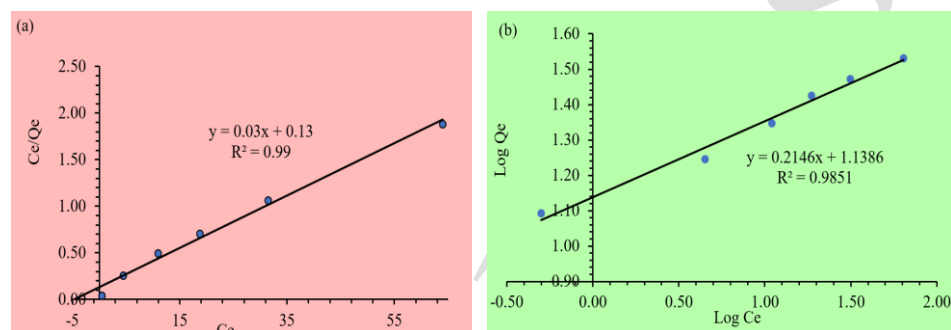 (a)
2.50
2.00
1.50
1.00
0.50
0.00
Ce/Qe
y = 0.03x + 0.13
R² = 0.99
-5 15 35 55
Ce
(b)
1.60
1.50
1.40
1.30
1.20
1.10
1.00
0.90
Log Qe
y = 0.2146x + 1.1386
R² = 0.9851
-0.50 0.00 0.50 1.00 1.50 2.00
Log Ce